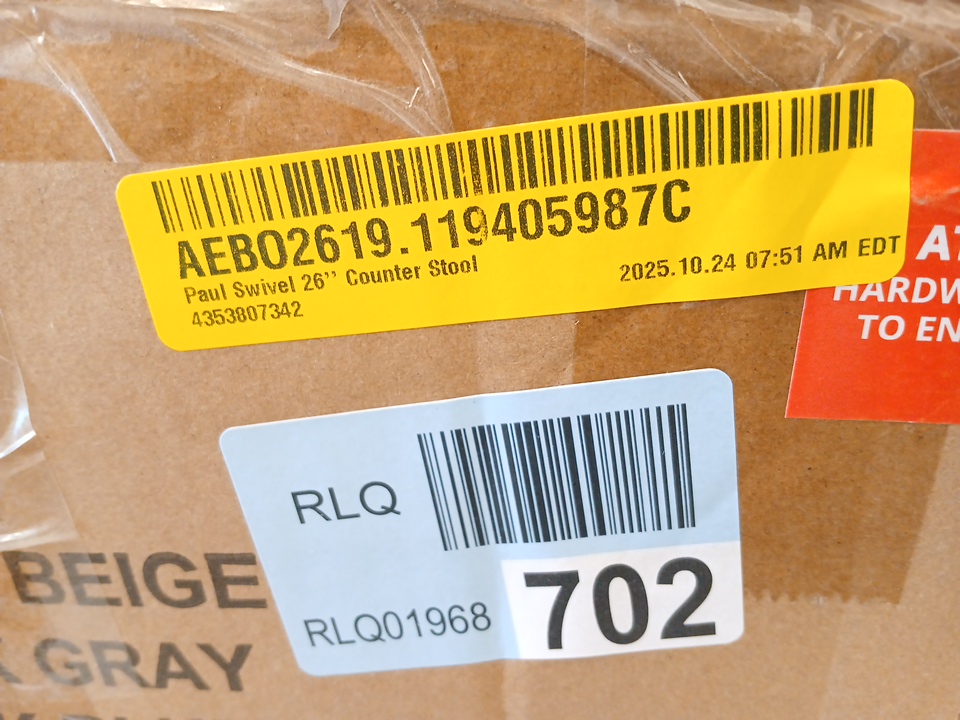 AEBO2619.119405987C
Paul Swivel 26’’ Counter Stool
2025.10.24 07:51 AM EDT
4353807342
HARDW
TO EN
RLQ
RLQ01968
702
BEIGE
GRAY